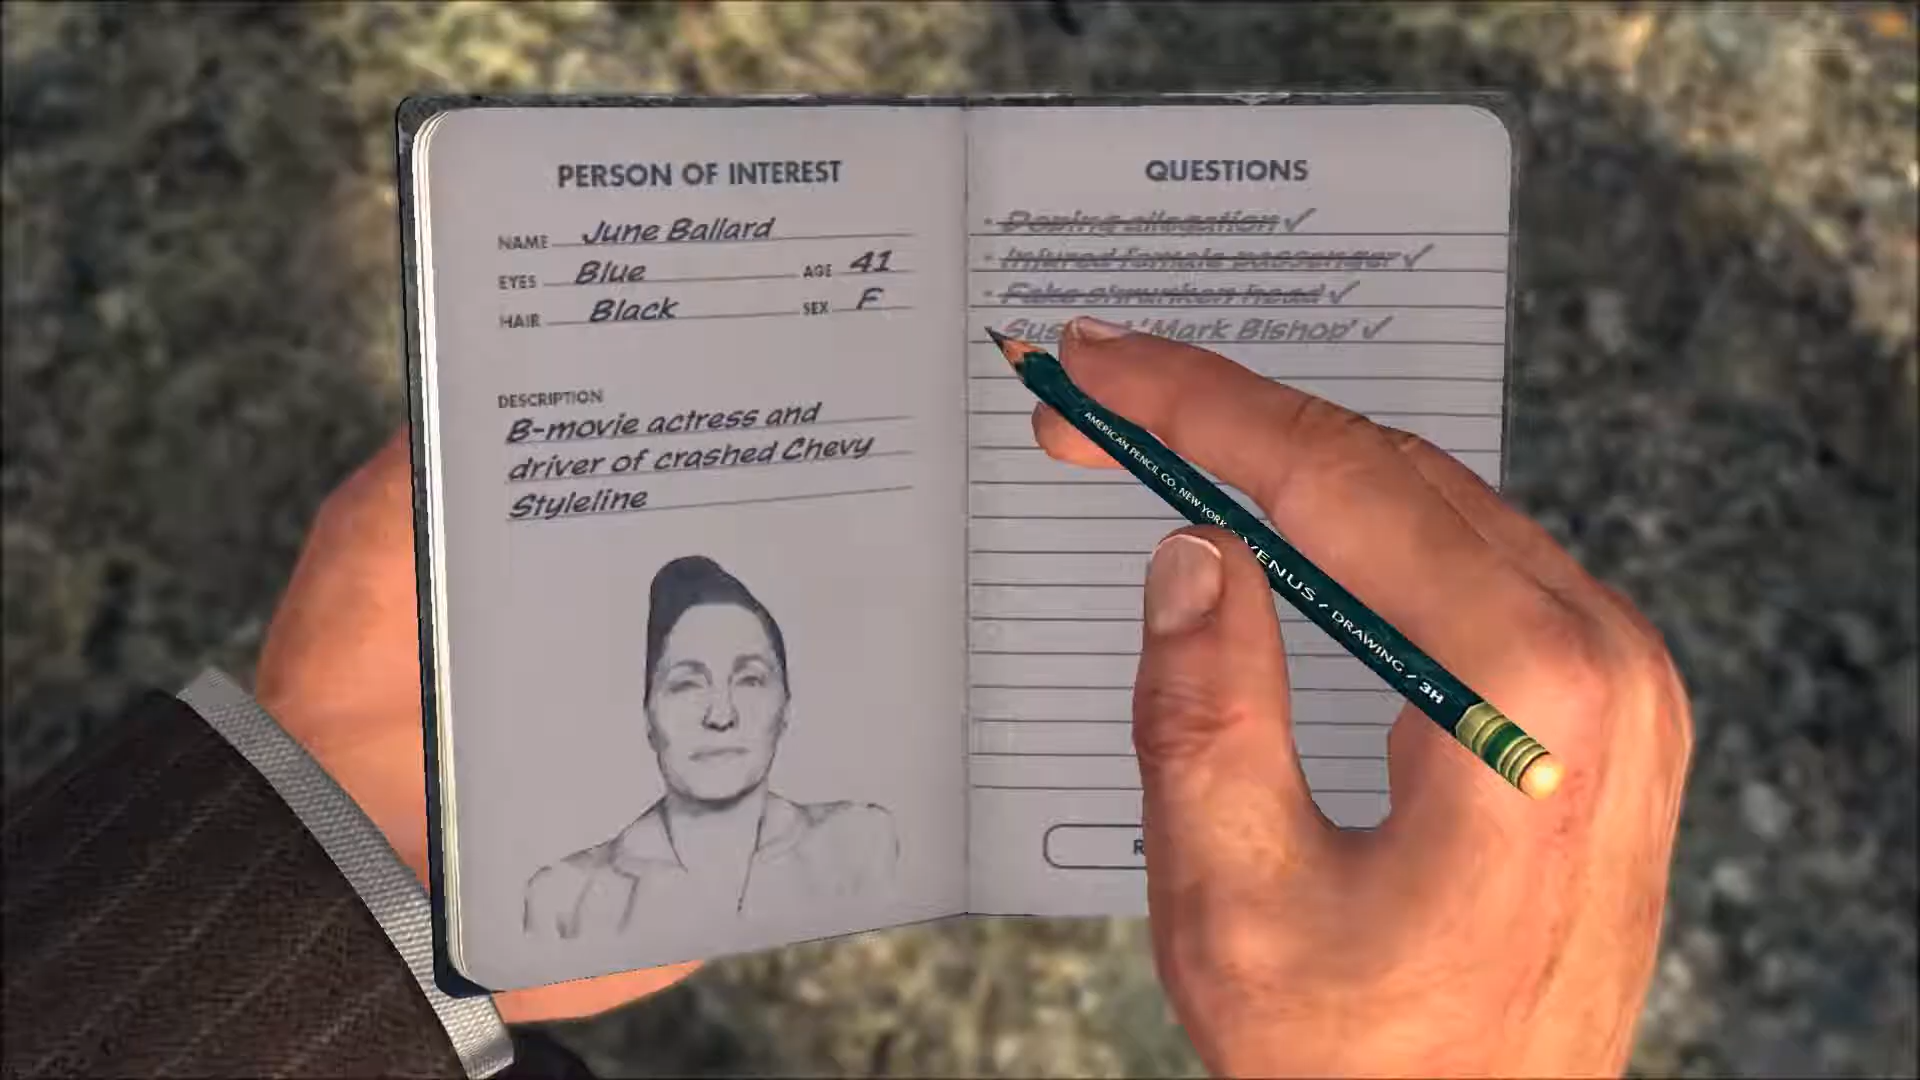 PERSON OF INTEREST
NAME June Ballard
EYES Blue AGE 41
HAIR Black SEX F
DESCRIPTION
B-movie actress and
driver of crashed Chevy
Styleline
QUESTIONS
- Doping allegation ✓
- Injured female passenger ✓
- Fake shrunken head ✓
'Mark Bishop' ✓
AMERICAN PENCIL CO. NEW YORK VENUS / DRAWING / 3H